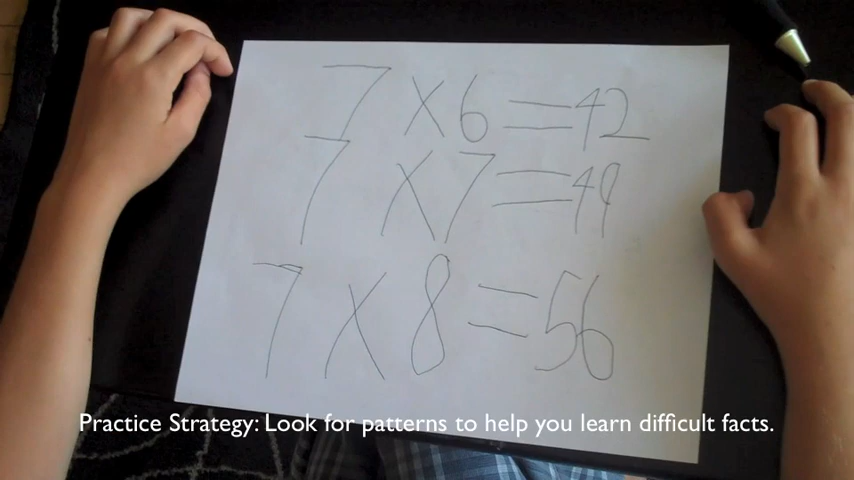 7 x 6 = 42
7 x 7 = 49
7 x 8 = 56
Practice Strategy: Look for patterns to help you learn difficult facts.